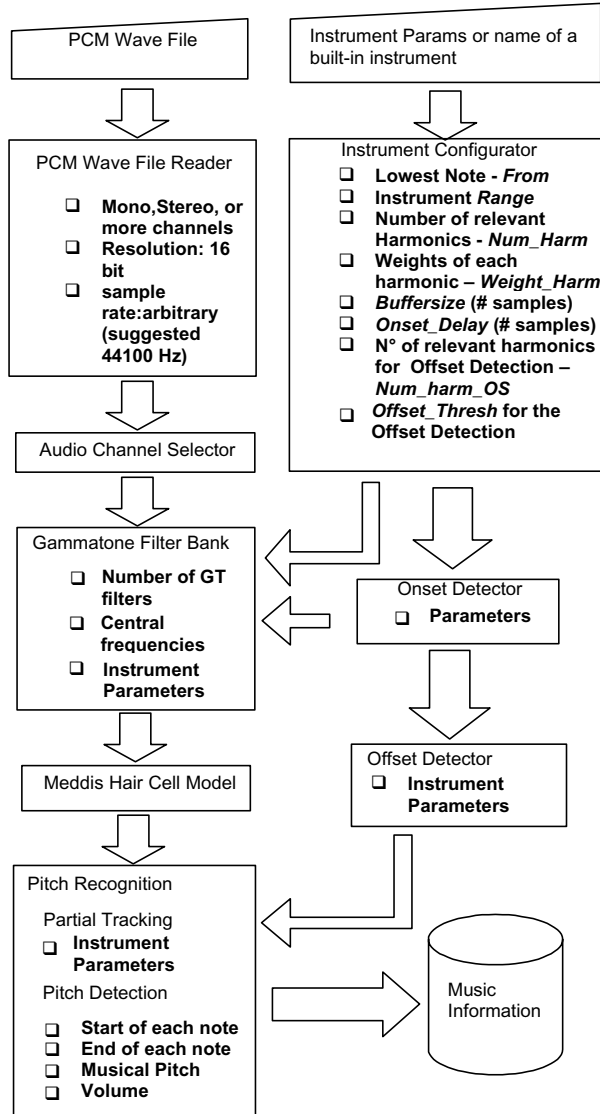 PCM Wave File
Instrument Params or name of a
built-in instrument
PCM Wave File Reader
❑ Mono,Stereo, or
more channels
❑ Resolution: 16
bit
❑ sample
rate:arbitrary
(suggested
44100 Hz)
Instrument Configurator
❑ Lowest Note - From
❑ Instrument Range
❑ Number of relevant
Harmonics - Num_Harm
❑ Weights of each
harmonic – Weight_Harm
❑ Buffersize (# samples)
❑ Onset_Delay (# samples)
❑ N° of relevant harmonics
for Offset Detection –
Num_harm_OS
❑ Offset_Thresh for the
Offset Detection
Audio Channel Selector
Gammatone Filter Bank
❑ Number of GT
filters
❑ Central
frequencies
❑ Instrument
Parameters
Onset Detector
❑ Parameters
Meddis Hair Cell Model
Offset Detector
❑ Instrument
Parameters
Pitch Recognition
Partial Tracking
❑ Instrument
Parameters
Pitch Detection
❑ Start of each note
❑ End of each note
❑ Musical Pitch
❑ Volume
Music
Information